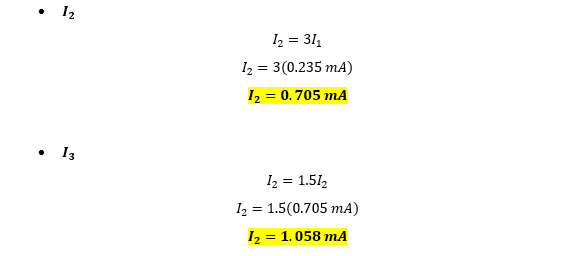 • I₂
I₂ = 3I₁
I₂ = 3(0.235 mA)
I₂ = 0.705 mA
• I₃
I₂ = 1.5I₂
I₂ = 1.5(0.705 mA)
I₂ = 1.058 mA